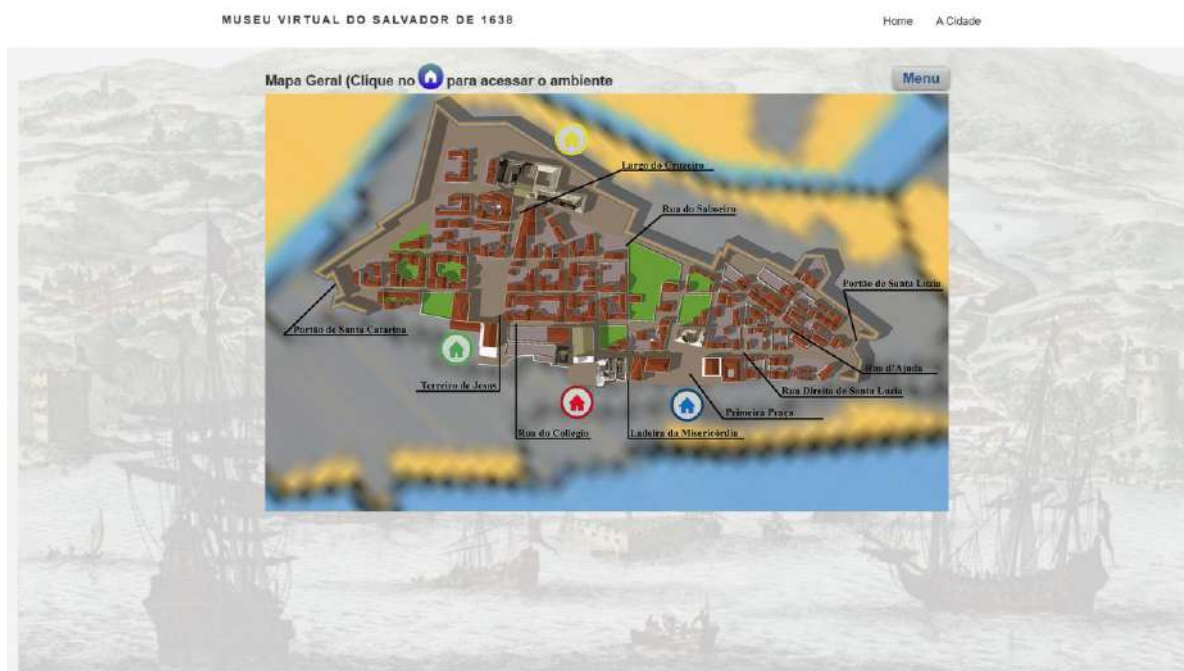 MUSEU VIRTUAL DO SALVADOR DE 1638
Home A Cidade
Mapa Geral (Clique no para acessar o ambiente
Menu
Largo do Cruzeiro
Rua do Saboeiro
Portão de Santa Luzia
Portão de Santa Catarina
Rua d'Ajuda
Terreiro de Jesus
Rua Direita de Santa Luzia
Primeira Praça
Rua do Collegio
Ladeira da Misericórdia